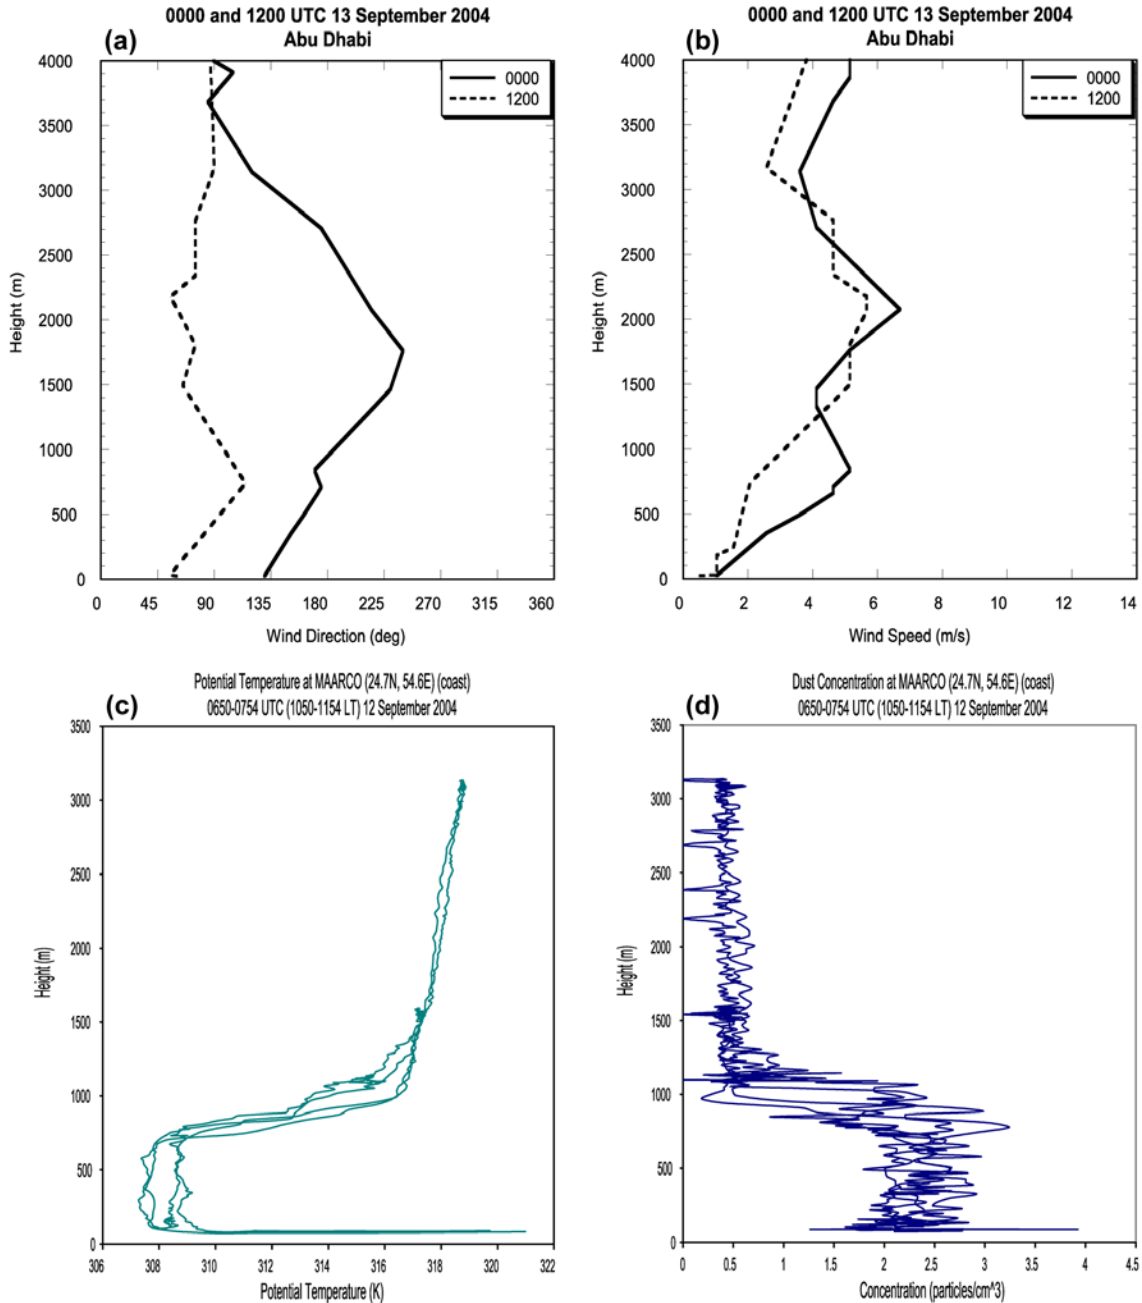 0000 and 1200 UTC 13 September 2004
(a)
Abu Dhabi
4000
3500
3000
2500
2000
1500
1000
500
0
Height (m)
0000
1200
0 45 90 135 180 225 270 315 360
Wind Direction (deg)
0000 and 1200 UTC 13 September 2004
(b)
Abu Dhabi
4000
3500
3000
2500
2000
1500
1000
500
0
Height (m)
0000
1200
0 2 4 6 8 10 12 14
Wind Speed (m/s)
Potential Temperature at MAARCO (24.7N, 54.6E) (coast)
(c)
0650-0754 UTC (1050-1154 LT) 12 September 2004
3500
3000
2500
2000
1500
1000
500
0
Height (m)
306 308 310 312 314 316 318 320 322
Potential Temperature (K)
Dust Concentration at MAARCO (24.7N, 54.6E) (coast)
(d)
0650-0754 UTC (1050-1154 LT) 12 September 2004
3500
3000
2500
2000
1500
1000
500
0
Height (m)
0 0.5 1 1.5 2 2.5 3 3.5 4 4.5
Concentration (particles/cm^3)